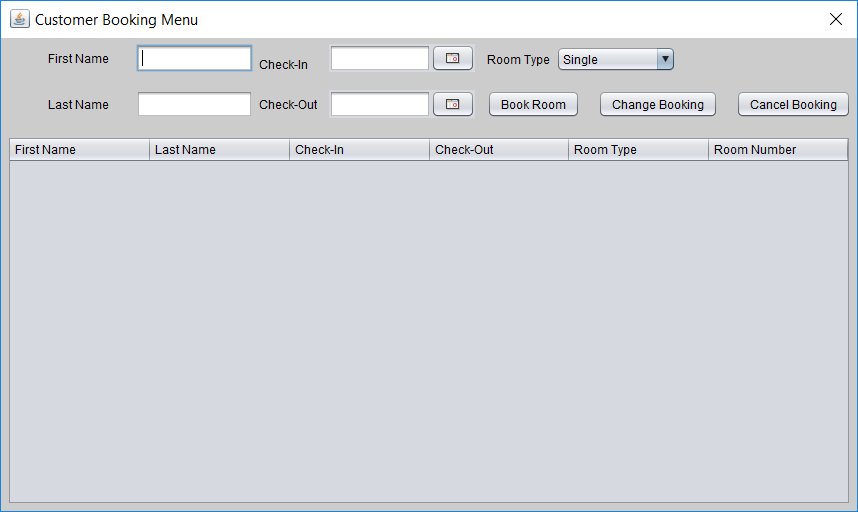 Customer Booking Menu
First Name Check-In Room Type Single
Last Name Check-Out Book Room Change Booking Cancel Booking
First Name Last Name Check-In Check-Out Room Type Room Number